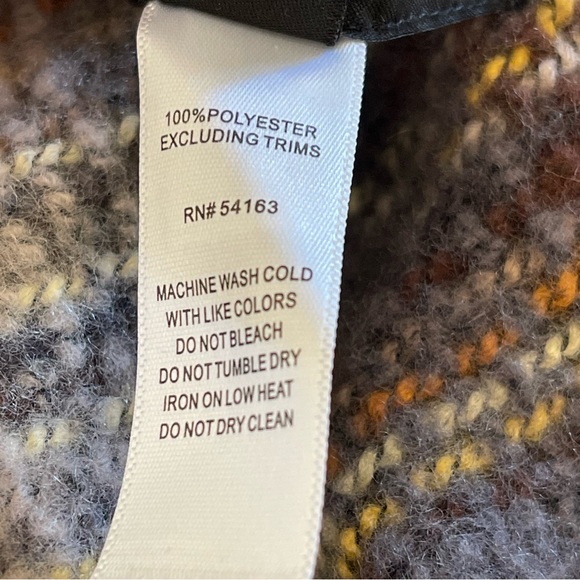 100%POLYESTER
EXCLUDING TRIMS
RN# 54163
MACHINE WASH COLD
WITH LIKE COLORS
DO NOT BLEACH
DO NOT TUMBLE DRY
IRON ON LOW HEAT
DO NOT DRY CLEAN